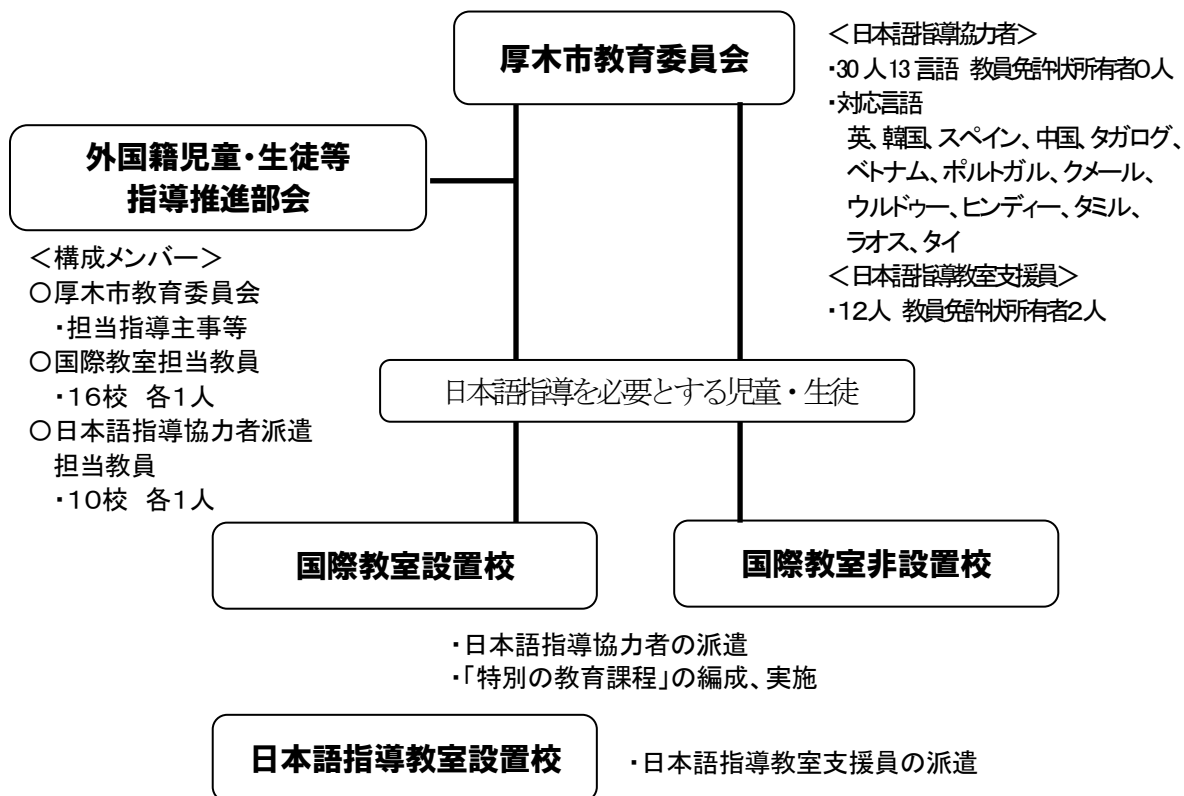 厚木市教育委員会
＜日本語指導協力者＞
・30人13言語 教員免許状所有者0人
・対応言語
英、韓国、スペイン、中国、タガログ、
ベトナム、ポルトガル、クメール、
ウルドゥー、ヒンディー、タミル、
ラオス、タイ
＜日本語指導教室支援員＞
・12人 教員免許状所有者2人
外国籍児童・生徒等
指導推進部会
＜構成メンバー＞
○厚木市教育委員会
・担当指導主事等
○国際教室担当教員
・16校 各1人
○日本語指導協力者派遣
担当教員
・10校 各1人
日本語指導を必要とする児童・生徒
国際教室設置校
国際教室非設置校
・日本語指導協力者の派遣
・「特別の教育課程」の編成、実施
日本語指導教室設置校
・日本語指導教室支援員の派遣